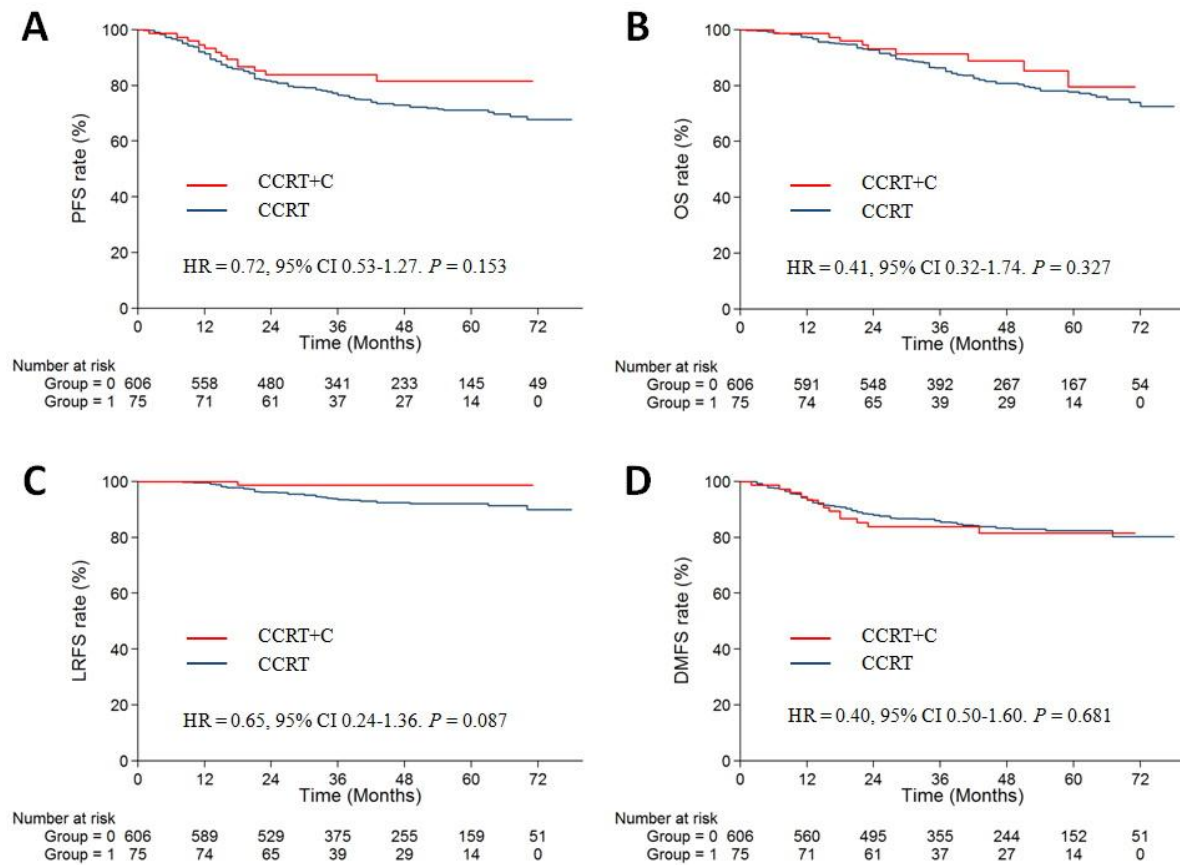 A
100
80
60
40
20
0
PFS rate (%)
CCRT+C
CCRT
HR = 0.72, 95% CI 0.53-1.27. P = 0.153
0 12 24 36 48 60 72
Time (Months)
Number at risk
Group = 0 606 558 480 341 233 145 49
Group = 1 75 71 61 37 27 14 0
B
100
80
60
40
20
0
OS rate (%)
CCRT+C
CCRT
HR = 0.41, 95% CI 0.32-1.74. P = 0.327
0 12 24 36 48 60 72
Time (Months)
Number at risk
Group = 0 606 591 548 392 267 167 54
Group = 1 75 74 65 39 29 14 0
C
100
80
60
40
20
0
LRFS rate (%)
CCRT+C
CCRT
HR = 0.65, 95% CI 0.24-1.36. P = 0.087
0 12 24 36 48 60 72
Time (Months)
Number at risk
Group = 0 606 589 529 375 255 159 51
Group = 1 75 74 65 39 29 14 0
D
100
80
60
40
20
0
DMFS rate (%)
CCRT+C
CCRT
HR = 0.40, 95% CI 0.50-1.60. P = 0.681
0 12 24 36 48 60 72
Time (Months)
Number at risk
Group = 0 606 560 495 355 244 152 51
Group = 1 75 71 61 37 27 14 0